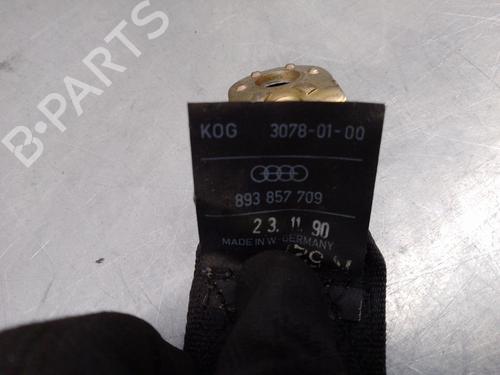 B-PARTS
KOG 3078-01-00
893 857 709
23.11.90
MADE IN W-GERMANY